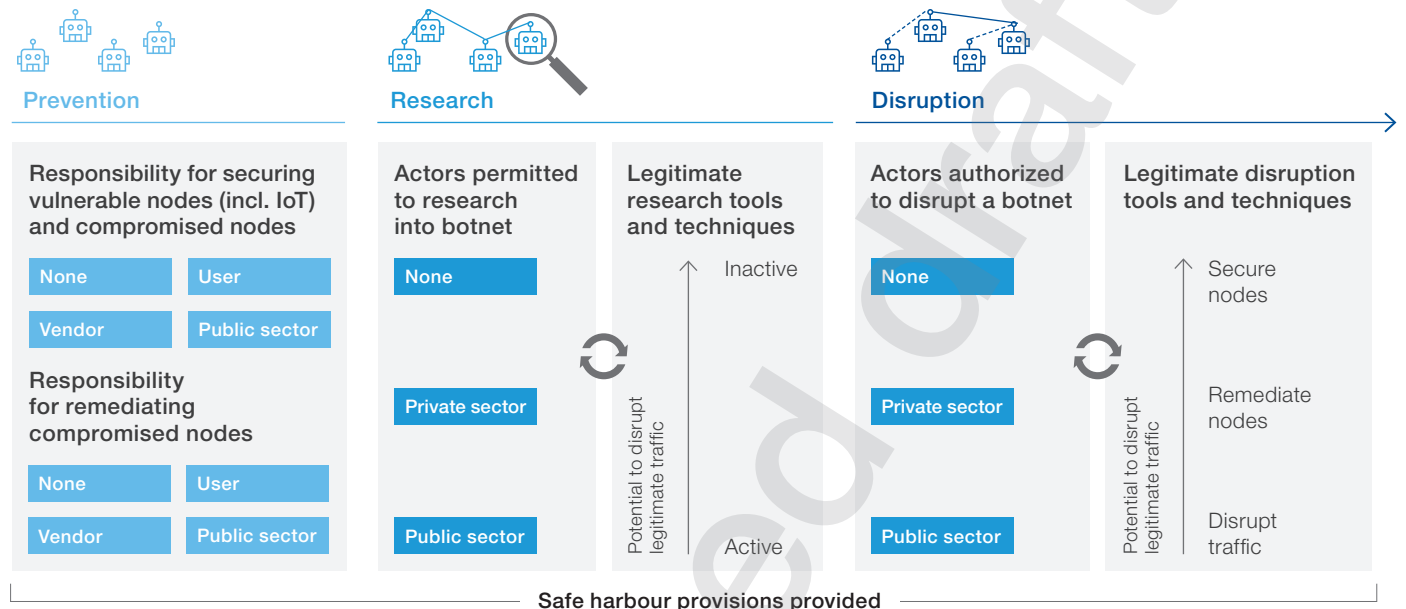 Prevention
Research
Disruption
Responsibility for securing
vulnerable nodes (incl. IoT)
and compromised nodes
None
User
Vendor
Public sector
Responsibility
for remediating
compromised nodes
None
User
Vendor
Public sector
Actors permitted
to research
into botnet
None
Private sector
Public sector
Legitimate
research tools
and techniques
Inactive
Active
Potential to disrupt
legitimate traffic
Actors authorized
to disrupt a botnet
None
Private sector
Public sector
Legitimate disruption
tools and techniques
Secure
nodes
Remediate
nodes
Disrupt
traffic
Potential to disrupt
legitimate traffic
Safe harbour provisions provided
ed draft